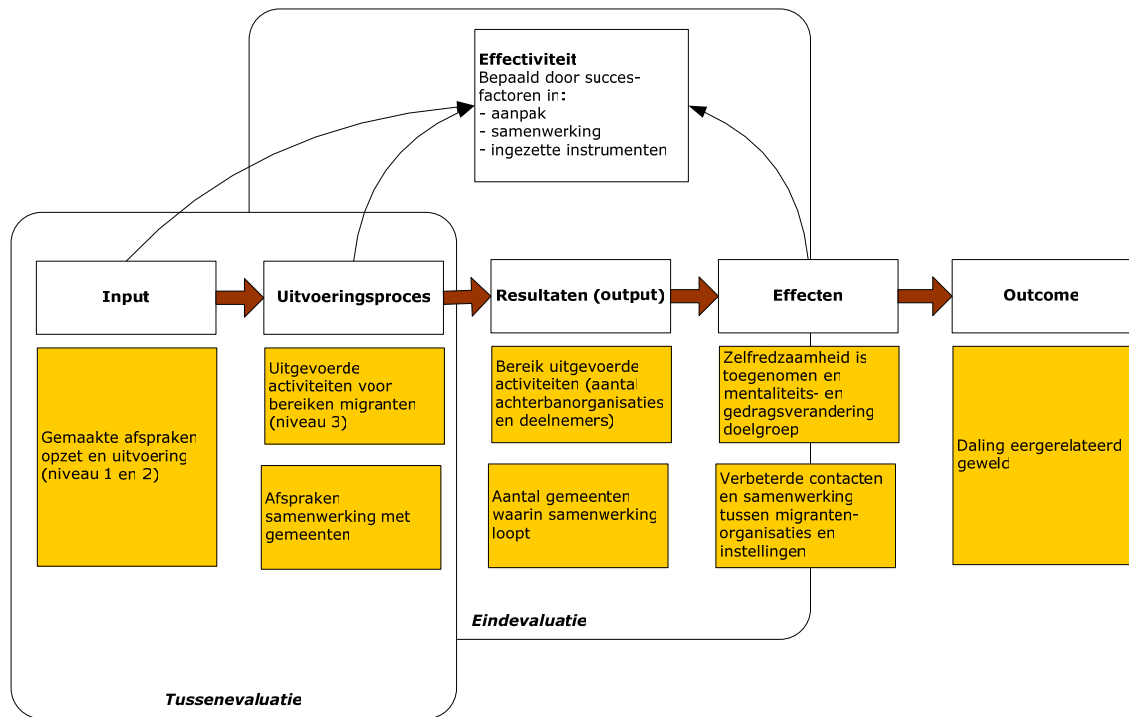 Effectiviteit
Bepaald door succes-
factoren in:
- aanpak
- samenwerking
- ingezette instrumenten
Input
Uitvoeringsproces
Resultaten (output)
Effecten
Outcome
Gemaakte afspraken
opzet en uitvoering
(niveau 1 en 2)
Uitgevoerde
activiteiten voor
bereiken migranten
(niveau 3)
Afspraken
samenwerking met
gemeenten
Bereik uitgevoerde
activiteiten (aantal
achterbanorganisaties
en deelnemers)
Aantal gemeenten
waarin samenwerking
loopt
Zelfredzaamheid is
toegenomen en
mentaliteits- en
gedragsverandering
doelgroep
Verbeterde contacten
en samenwerking
tussen migranten-
organisaties en
instellingen
Daling eergerelateerd
geweld
Eindevaluatie
Tussenevaluatie